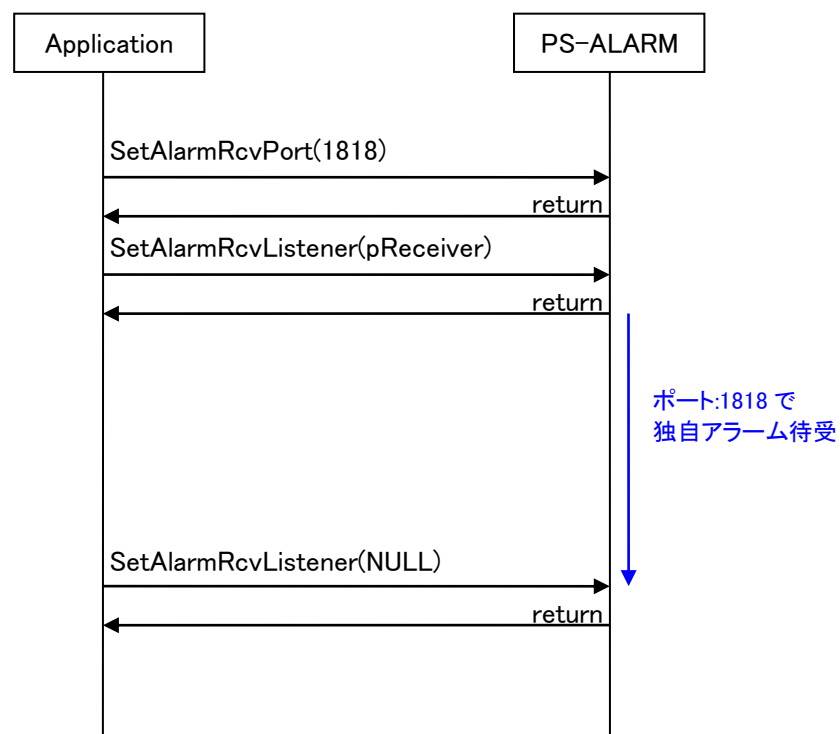 Application
PS-ALARM
SetAlarmRcvPort(1818)
return
SetAlarmRcvListener(pReceiver)
return
ポート:1818 で
独自アラーム待受
SetAlarmRcvListener(NULL)
return